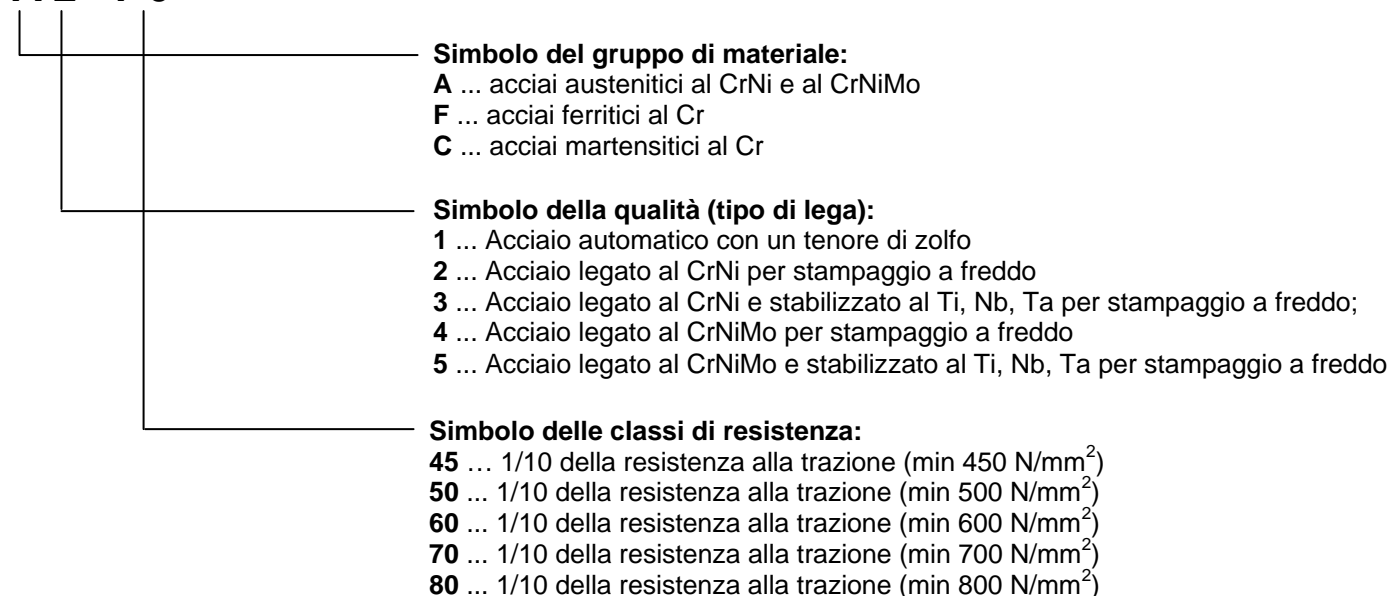 Simbolo del gruppo di materiale:
A ... acciai austenitici al CrNi e al CrNiMo
F ... acciai ferritici al Cr
C ... acciai martensitici al Cr
Simbolo della qualità (tipo di lega):
1 ... Acciaio automatico con un tenore di zolfo
2 ... Acciaio legato al CrNi per stampaggio a freddo
3 ... Acciaio legato al CrNi e stabilizzato al Ti, Nb, Ta per stampaggio a freddo;
4 ... Acciaio legato al CrNiMo per stampaggio a freddo
5 ... Acciaio legato al CrNiMo e stabilizzato al Ti, Nb, Ta per stampaggio a freddo
Simbolo delle classi di resistenza:
45 … 1/10 della resistenza alla trazione (min 450 N/mm²)
50 ... 1/10 della resistenza alla trazione (min 500 N/mm²)
60 ... 1/10 della resistenza alla trazione (min 600 N/mm²)
70 ... 1/10 della resistenza alla trazione (min 700 N/mm²)
80 ... 1/10 della resistenza alla trazione (min 800 N/mm²)